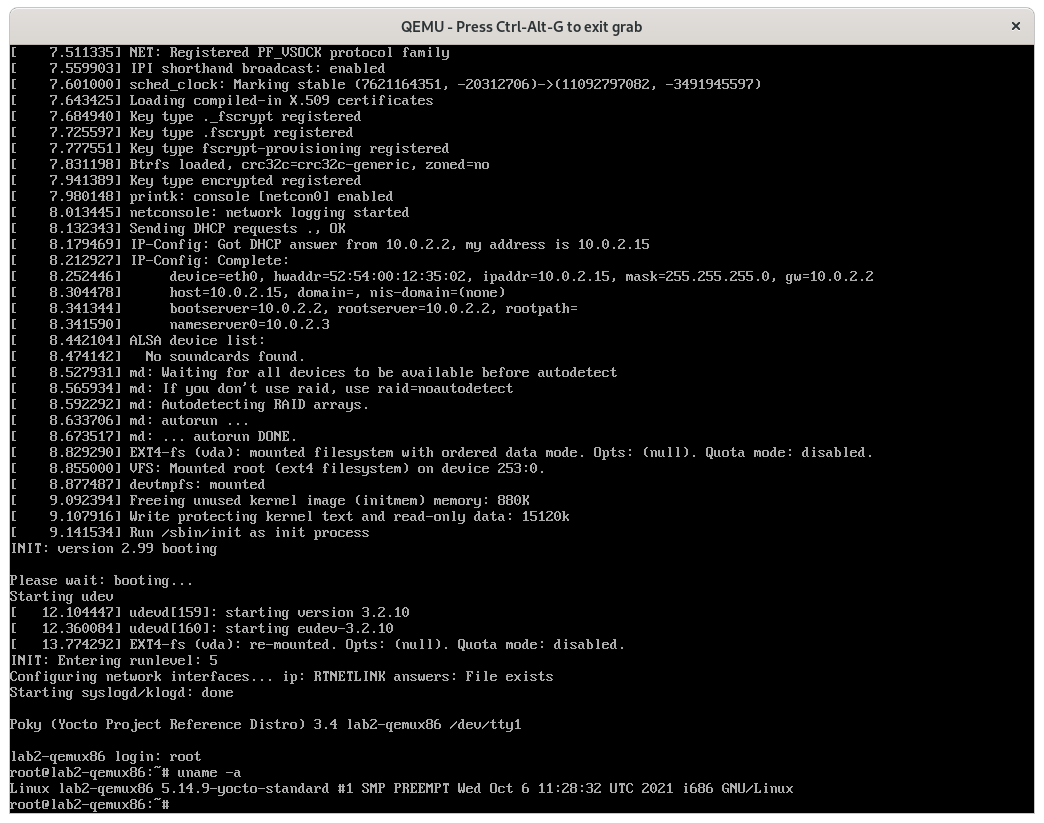 QEMU - Press Ctrl-Alt-G to exit grab ×
[    7.511335] NET: Registered PF_VSOCK protocol family
[    7.559903] IPI shorthand broadcast: enabled
[    7.601000] sched_clock: Marking stable (7621164351, -20312706)->(11092797082, -3491945597)
[    7.643425] Loading compiled-in X.509 certificates
[    7.684940] Key type ._fscrypt registered
[    7.725597] Key type .fscrypt registered
[    7.777551] Key type fscrypt-provisioning registered
[    7.831198] Btrfs loaded, crc32c=crc32c-generic, zoned=no
[    7.941389] Key type encrypted registered
[    7.980148] printk: console [netcon0] enabled
[    8.013445] netconsole: network logging started
[    8.132343] Sending DHCP requests ., OK
[    8.179469] IP-Config: Got DHCP answer from 10.0.2.2, my address is 10.0.2.15
[    8.212927] IP-Config: Complete:
[    8.252446]      device=eth0, hwaddr=52:54:00:12:35:02, ipaddr=10.0.2.15, mask=255.255.255.0, gw=10.0.2.2
[    8.304478]      host=10.0.2.15, domain=, nis-domain=(none)
[    8.341344]      bootserver=10.0.2.2, rootserver=10.0.2.2, rootpath=
[    8.341590]      nameserver0=10.0.2.3
[    8.442104] ALSA device list:
[    8.474142]   No soundcards found.
[    8.527931] md: Waiting for all devices to be available before autodetect
[    8.565934] md: If you don't use raid, use raid=noautodetect
[    8.592292] md: Autodetecting RAID arrays.
[    8.633706] md: autorun ...
[    8.673517] md: ... autorun DONE.
[    8.829290] EXT4-fs (vda): mounted filesystem with ordered data mode. Opts: (null). Quota mode: disabled.
[    8.855000] VFS: Mounted root (ext4 filesystem) on device 253:0.
[    8.877487] devtmpfs: mounted
[    9.092394] Freeing unused kernel image (initmem) memory: 880K
[    9.107916] Write protecting kernel text and read-only data: 15120k
[    9.141534] Run /sbin/init as init process
INIT: version 2.99 booting
Please wait: booting...
Starting udev
[   12.104447] udevd[159]: starting version 3.2.10
[   12.360084] udevd[160]: starting eudev-3.2.10
[   13.774292] EXT4-fs (vda): re-mounted. Opts: (null). Quota mode: disabled.
INIT: Entering runlevel: 5
Configuring network interfaces... ip: RTNETLINK answers: File exists
Starting syslogd/klogd: done
Poky (Yocto Project Reference Distro) 3.4 lab2-qemux86 /dev/tty1
lab2-qemux86 login: root
root@lab2-qemux86:~# uname -a
Linux lab2-qemux86 5.14.9-yocto-standard #1 SMP PREEMPT Wed Oct 6 11:28:32 UTC 2021 i686 GNU/Linux
root@lab2-qemux86:~#